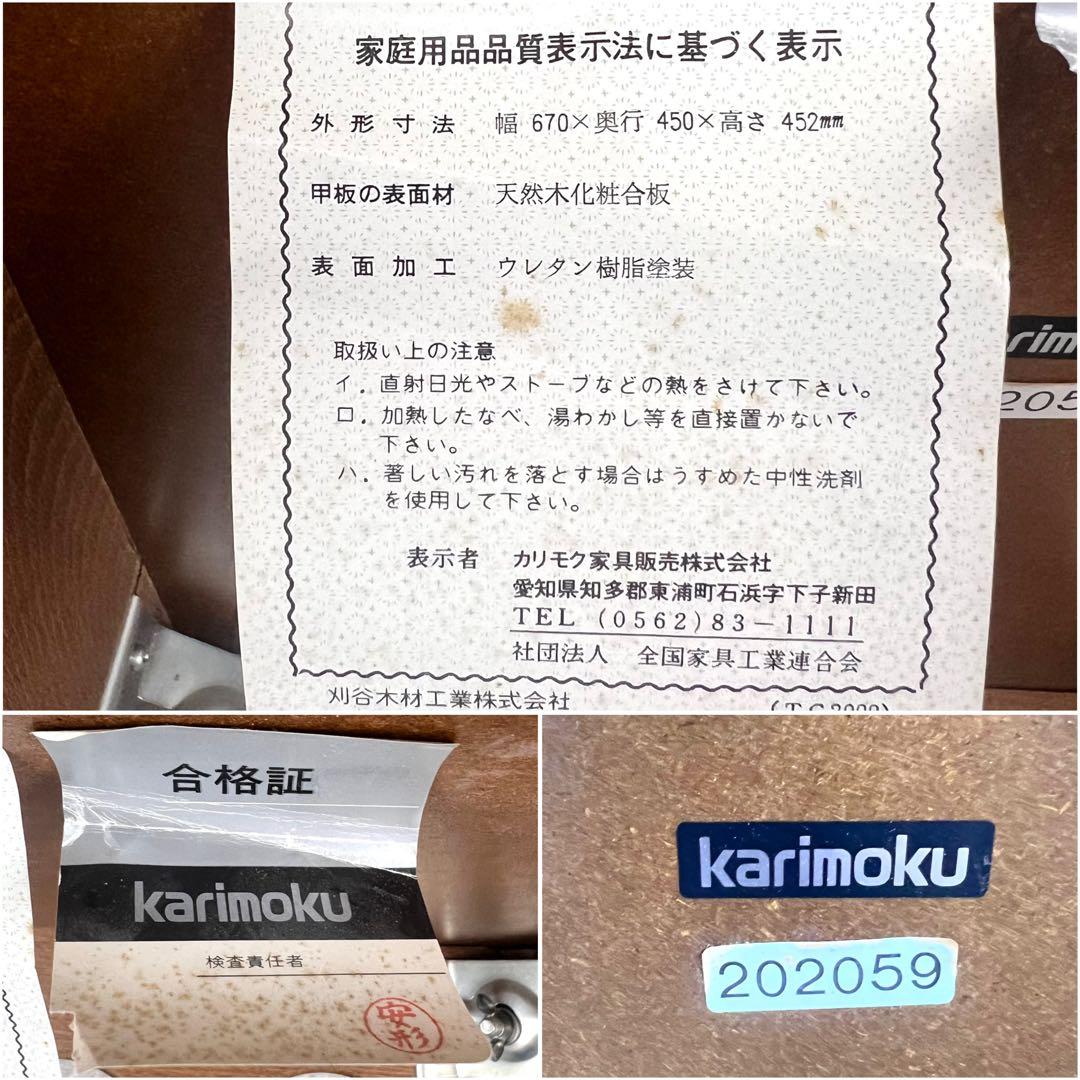 家庭用品品質表示法に基づく表示
外形寸法 幅 670×奥行 450×高さ 452mm
甲板の表面材 天然木化粧合板
表面加工 ウレタン樹脂塗装
取扱い上の注意
イ. 直射日光やストーブなどの熱をさけて下さい。
ロ. 加熱したなべ、湯わかし等を直接置かないで
下さい。
ハ. 著しい汚れを落とす場合はうすめた中性洗剤
を使用して下さい。
表示者 カリモク家具販売株式会社
愛知県知多郡東浦町石浜字下子新田
TEL (0562)83-1111
社団法人 全国家具工業連合会
刈谷木材工業株式会社
rim
205
合格証
karimoku
検査責任者
安形
karimoku
202059